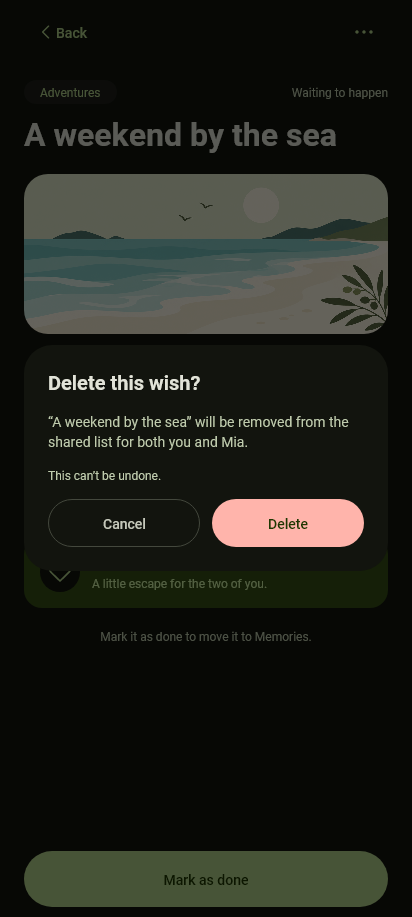 Back
Adventures
Waiting to happen
A weekend by the sea
Delete this wish?
“A weekend by the sea” will be removed from the
shared list for both you and Mia.
This can’t be undone.
Cancel
Delete
A little escape for the two of you.
Mark it as done to move it to Memories.
Mark as done